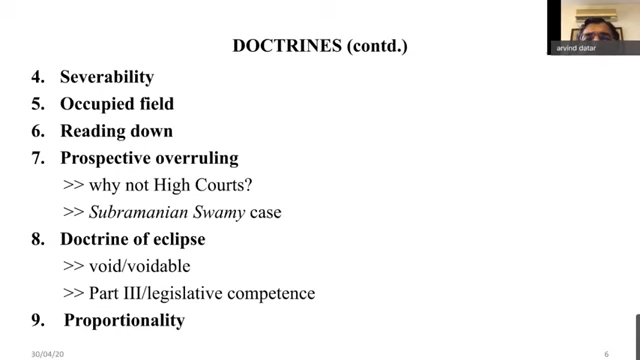 DOCTRINES (contd.)
arvind datar
4. Severability
5. Occupied field
6. Reading down
7. Prospective overruling
>> why not High Courts?
>> Subramanian Swamy case
8. Doctrine of eclipse
>> void/voidable
>> Part III/legislative competence
9. Proportionality
30/04/20
6